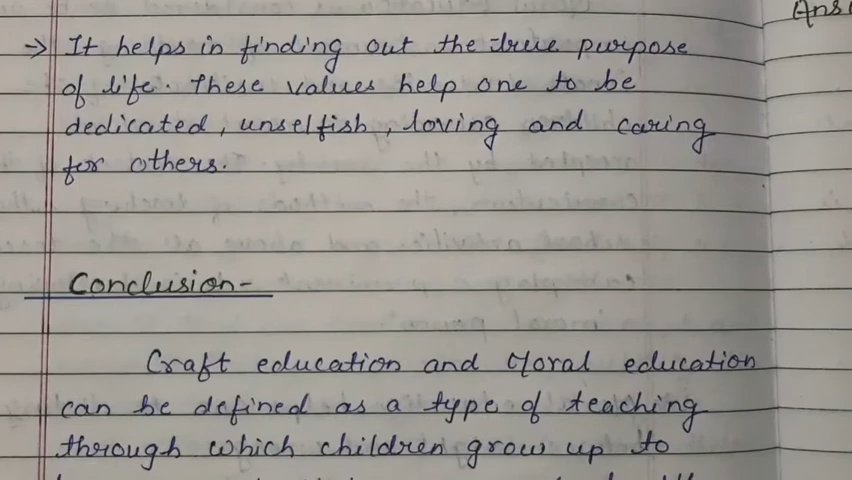 → It helps in finding out the true purpose
of life. These values help one to be
dedicated, unselfish, loving and caring
for others.
Conclusion-
Craft education and Moral education
can be defined as a type of teaching
through which children grow up to
Ans